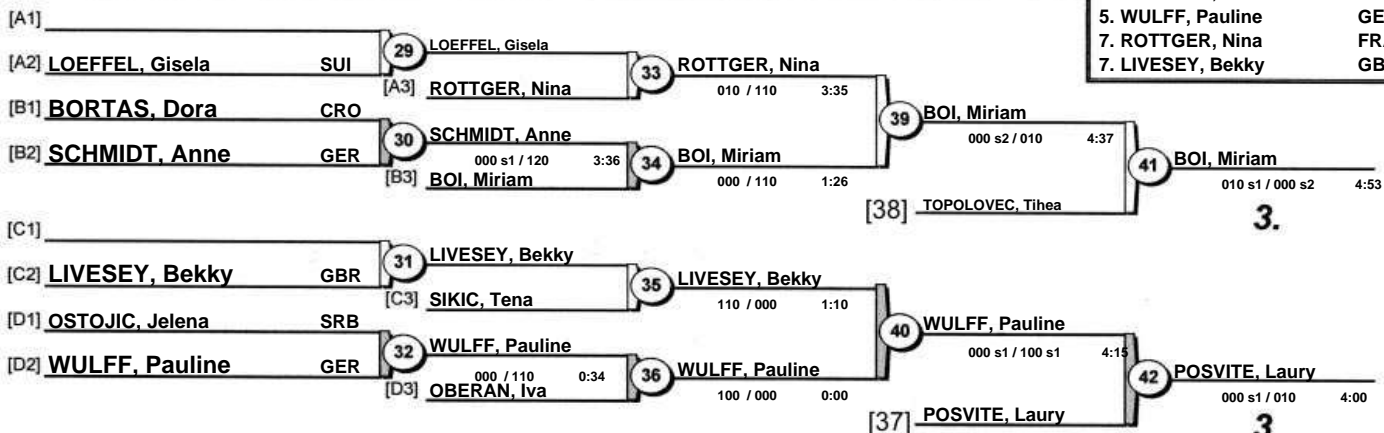 5. WULFF, Pauline
7. ROTTGER, Nina
7. LIVESEY, Bekky
[A1]
[A2] LOEFFEL, Gisela SUI
29
LOEFFEL, Gisela
[A3] ROTTGER, Nina
33
ROTTGER, Nina
010 / 110 3:35
[B1] BORTAS, Dora CRO
[B2] SCHMIDT, Anne GER
30
SCHMIDT, Anne
000 s1 / 120 3:36
[B3] BOI, Miriam
34
BOI, Miriam
000 / 110 1:26
39
BOI, Miriam
000 s2 / 010 4:37
[38] TOPOLOVEC, Tihea
41
BOI, Miriam
010 s1 / 000 s2 4:53
3.
[C1]
[C2] LIVESEY, Bekky GBR
31
LIVESEY, Bekky
[C3] SIKIC, Tena
35
LIVESEY, Bekky
110 / 000 1:10
[D1] OSTOJIC, Jelena SRB
[D2] WULFF, Pauline GER
32
WULFF, Pauline
000 / 110 0:34
[D3] OBERAN, Iva
36
WULFF, Pauline
100 / 000 0:00
40
WULFF, Pauline
000 s1 / 100 s1 4:15
[37] POSVITE, Laury
42
POSVITE, Laury
000 s1 / 010 4:00
3